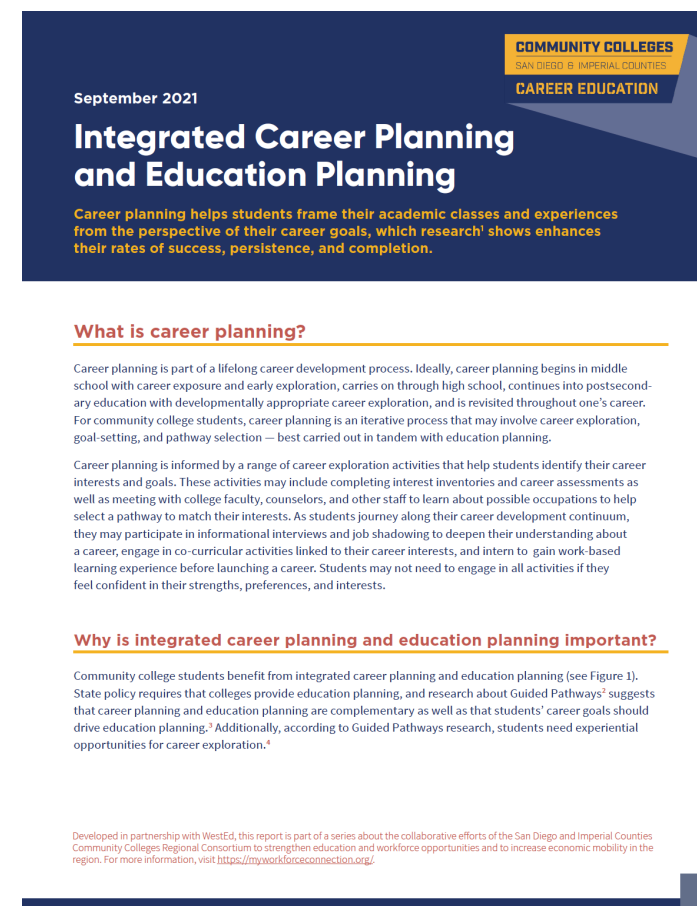 COMMUNITY COLLEGES
SAN DIEGO & IMPERIAL COUNTIES
CAREER EDUCATION
September 2021
Integrated Career Planning
and Education Planning
Career planning helps students frame their academic classes and experiences
from the perspective of their career goals, which research¹ shows enhances
their rates of success, persistence, and completion.
What is career planning?
Career planning is part of a lifelong career development process. Ideally, career planning begins in middle
school with career exposure and early exploration, carries on through high school, continues into postsecond-
ary education with developmentally appropriate career exploration, and is revisited throughout one's career.
For community college students, career planning is an iterative process that may involve career exploration,
goal-setting, and pathway selection — best carried out in tandem with education planning.
Career planning is informed by a range of career exploration activities that help students identify their career
interests and goals. These activities may include completing interest inventories and career assessments as
well as meeting with college faculty, counselors, and other staff to learn about possible occupations to help
select a pathway to match their interests. As students journey along their career development continuum,
they may participate in informational interviews and job shadowing to deepen their understanding about
a career, engage in co-curricular activities linked to their career interests, and intern to gain work-based
learning experience before launching a career. Students may not need to engage in all activities if they
feel confident in their strengths, preferences, and interests.
Why is integrated career planning and education planning important?
Community college students benefit from integrated career planning and education planning (see Figure 1).
State policy requires that colleges provide education planning, and research about Guided Pathways² suggests
that career planning and education planning are complementary as well as that students' career goals should
drive education planning.³ Additionally, according to Guided Pathways research, students need experiential
opportunities for career exploration.⁴
Developed in partnership with WestEd, this report is part of a series about the collaborative efforts of the San Diego and Imperial Counties
Community Colleges Regional Consortium to strengthen education and workforce opportunities and to increase economic mobility in the
region. For more information, visit https://myworkforceconnection.org/.